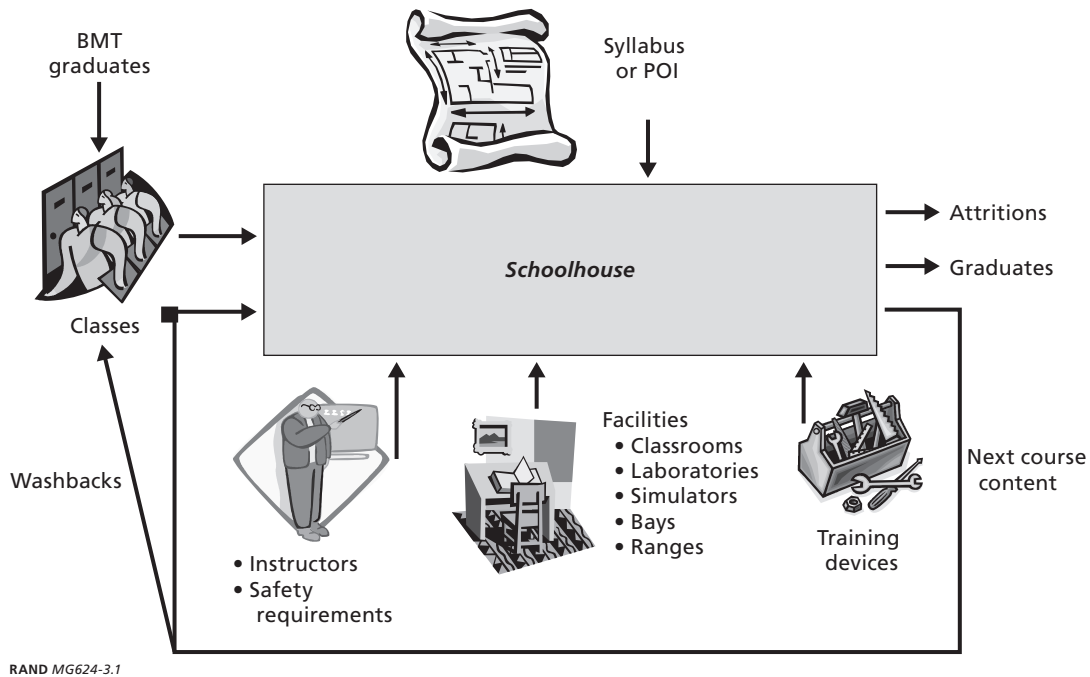 BMT
graduates
Syllabus
or POI
Schoolhouse
Attritions
Graduates
Classes
Washbacks
• Instructors
• Safety
requirements
Facilities
• Classrooms
• Laboratories
• Simulators
• Bays
• Ranges
Training
devices
Next course
content
RAND MG624-3.1